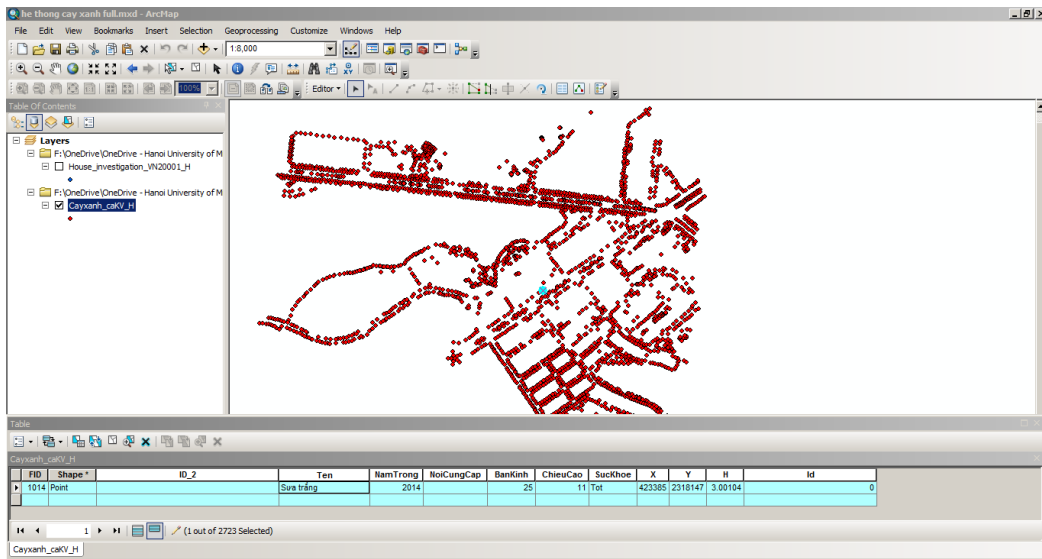 he thong cay xanh full.mxd - ArcMap
File Edit View Bookmarks Insert Selection Geoprocessing Customize Windows Help
1:8,000
100% Editor
Table Of Contents
Layers
F:\OneDrive\OneDrive - Hanoi University of M
House_investigation_VN20001_H
F:\OneDrive\OneDrive - Hanoi University of M
Cayxanh_caKV_H
Table
Cayxanh_caKV_H
FID Shape * ID_2 Ten NamTrong NoiCungCap BanKinh ChieuCao SucKhoe X Y H Id
1014 Point Sưa trắng 2014 25 11 Tot 423385 2318147 3.00104 0
1 (1 out of 2723 Selected)
Cayxanh_caKV_H